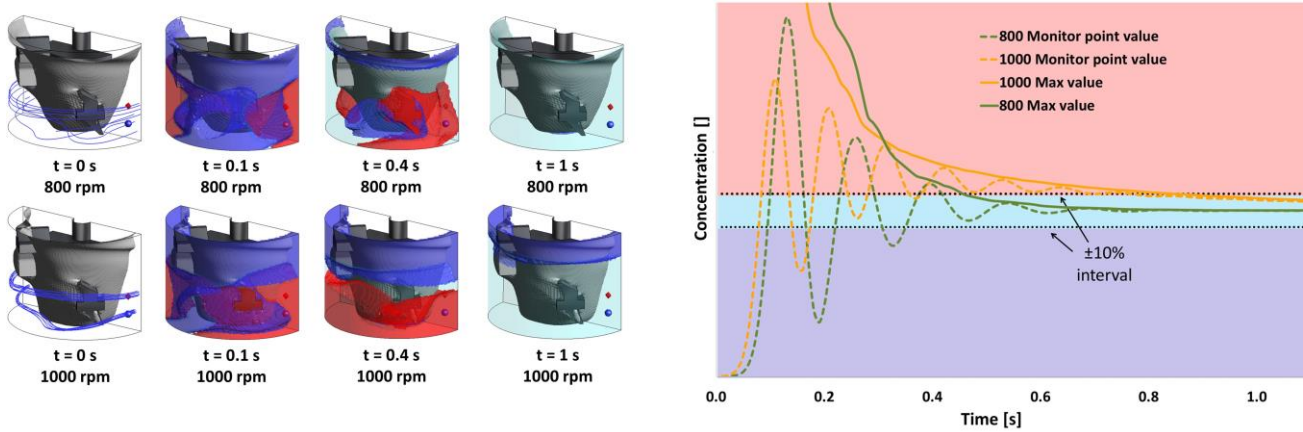 t = 0 s
800 rpm
t = 0.1 s
800 rpm
t = 0.4 s
800 rpm
t = 1 s
800 rpm
t = 0 s
1000 rpm
t = 0.1 s
1000 rpm
t = 0.4 s
1000 rpm
t = 1 s
1000 rpm
Concentration []
800 Monitor point value
1000 Monitor point value
1000 Max value
800 Max value
±10%
interval
0.0
0.2
0.4
0.6
0.8
1.0
Time [s]